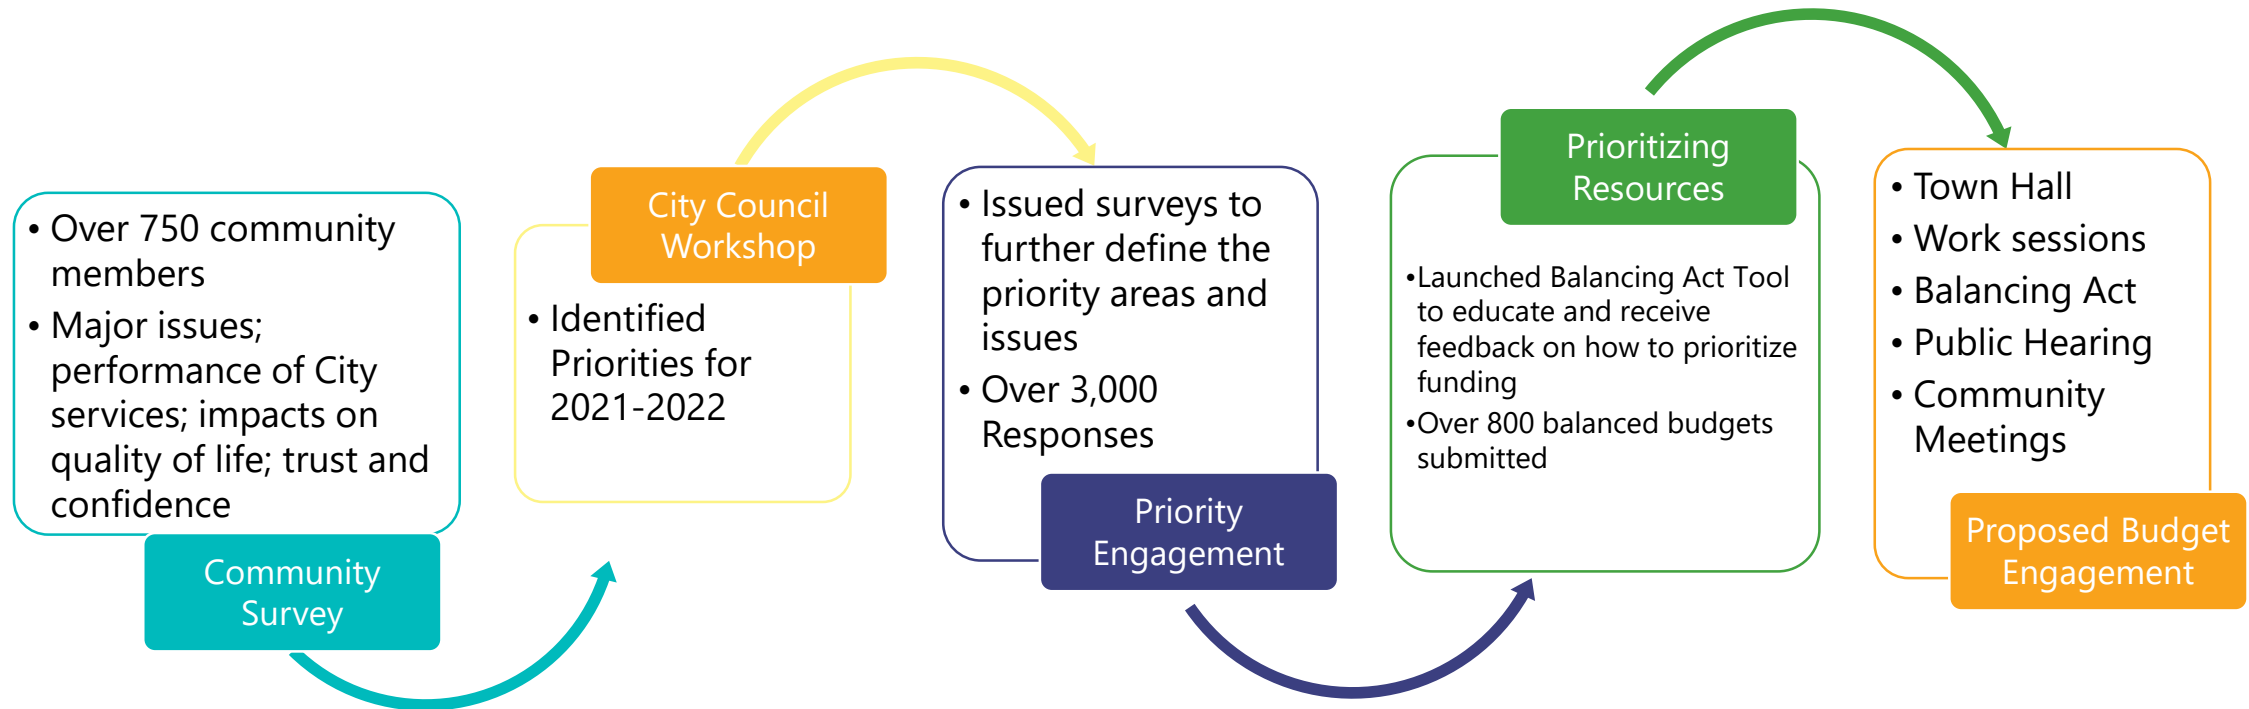 • Over 750 community
members
• Major issues;
performance of City
services; impacts on
quality of life; trust and
confidence
Community
Survey
City Council
Workshop
• Identified
Priorities for
2021-2022
• Issued surveys to
further define the
priority areas and
issues
• Over 3,000
Responses
Priority
Engagement
Prioritizing
Resources
•Launched Balancing Act Tool
to educate and receive
feedback on how to prioritize
funding
•Over 800 balanced budgets
submitted
• Town Hall
• Work sessions
• Balancing Act
• Public Hearing
• Community
Meetings
Proposed Budget
Engagement